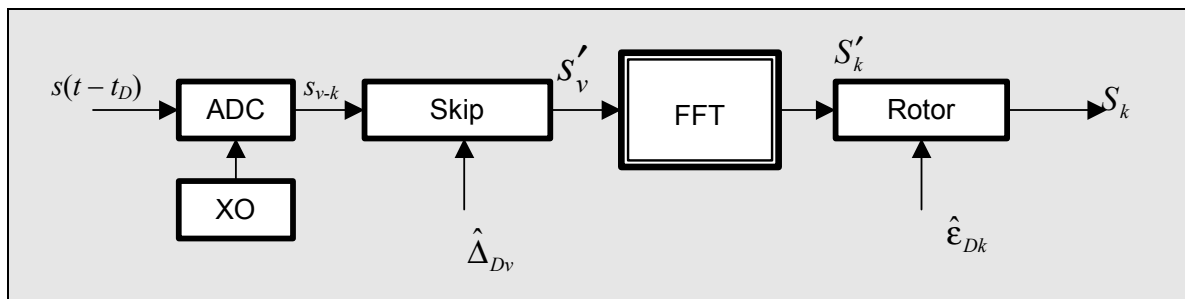 s(t − t_D)
ADC
s_{v-k}
Skip
s′_v
FFT
S′_k
Rotor
S_k
XO
Δ̂_{Dv}
ε̂_{Dk}